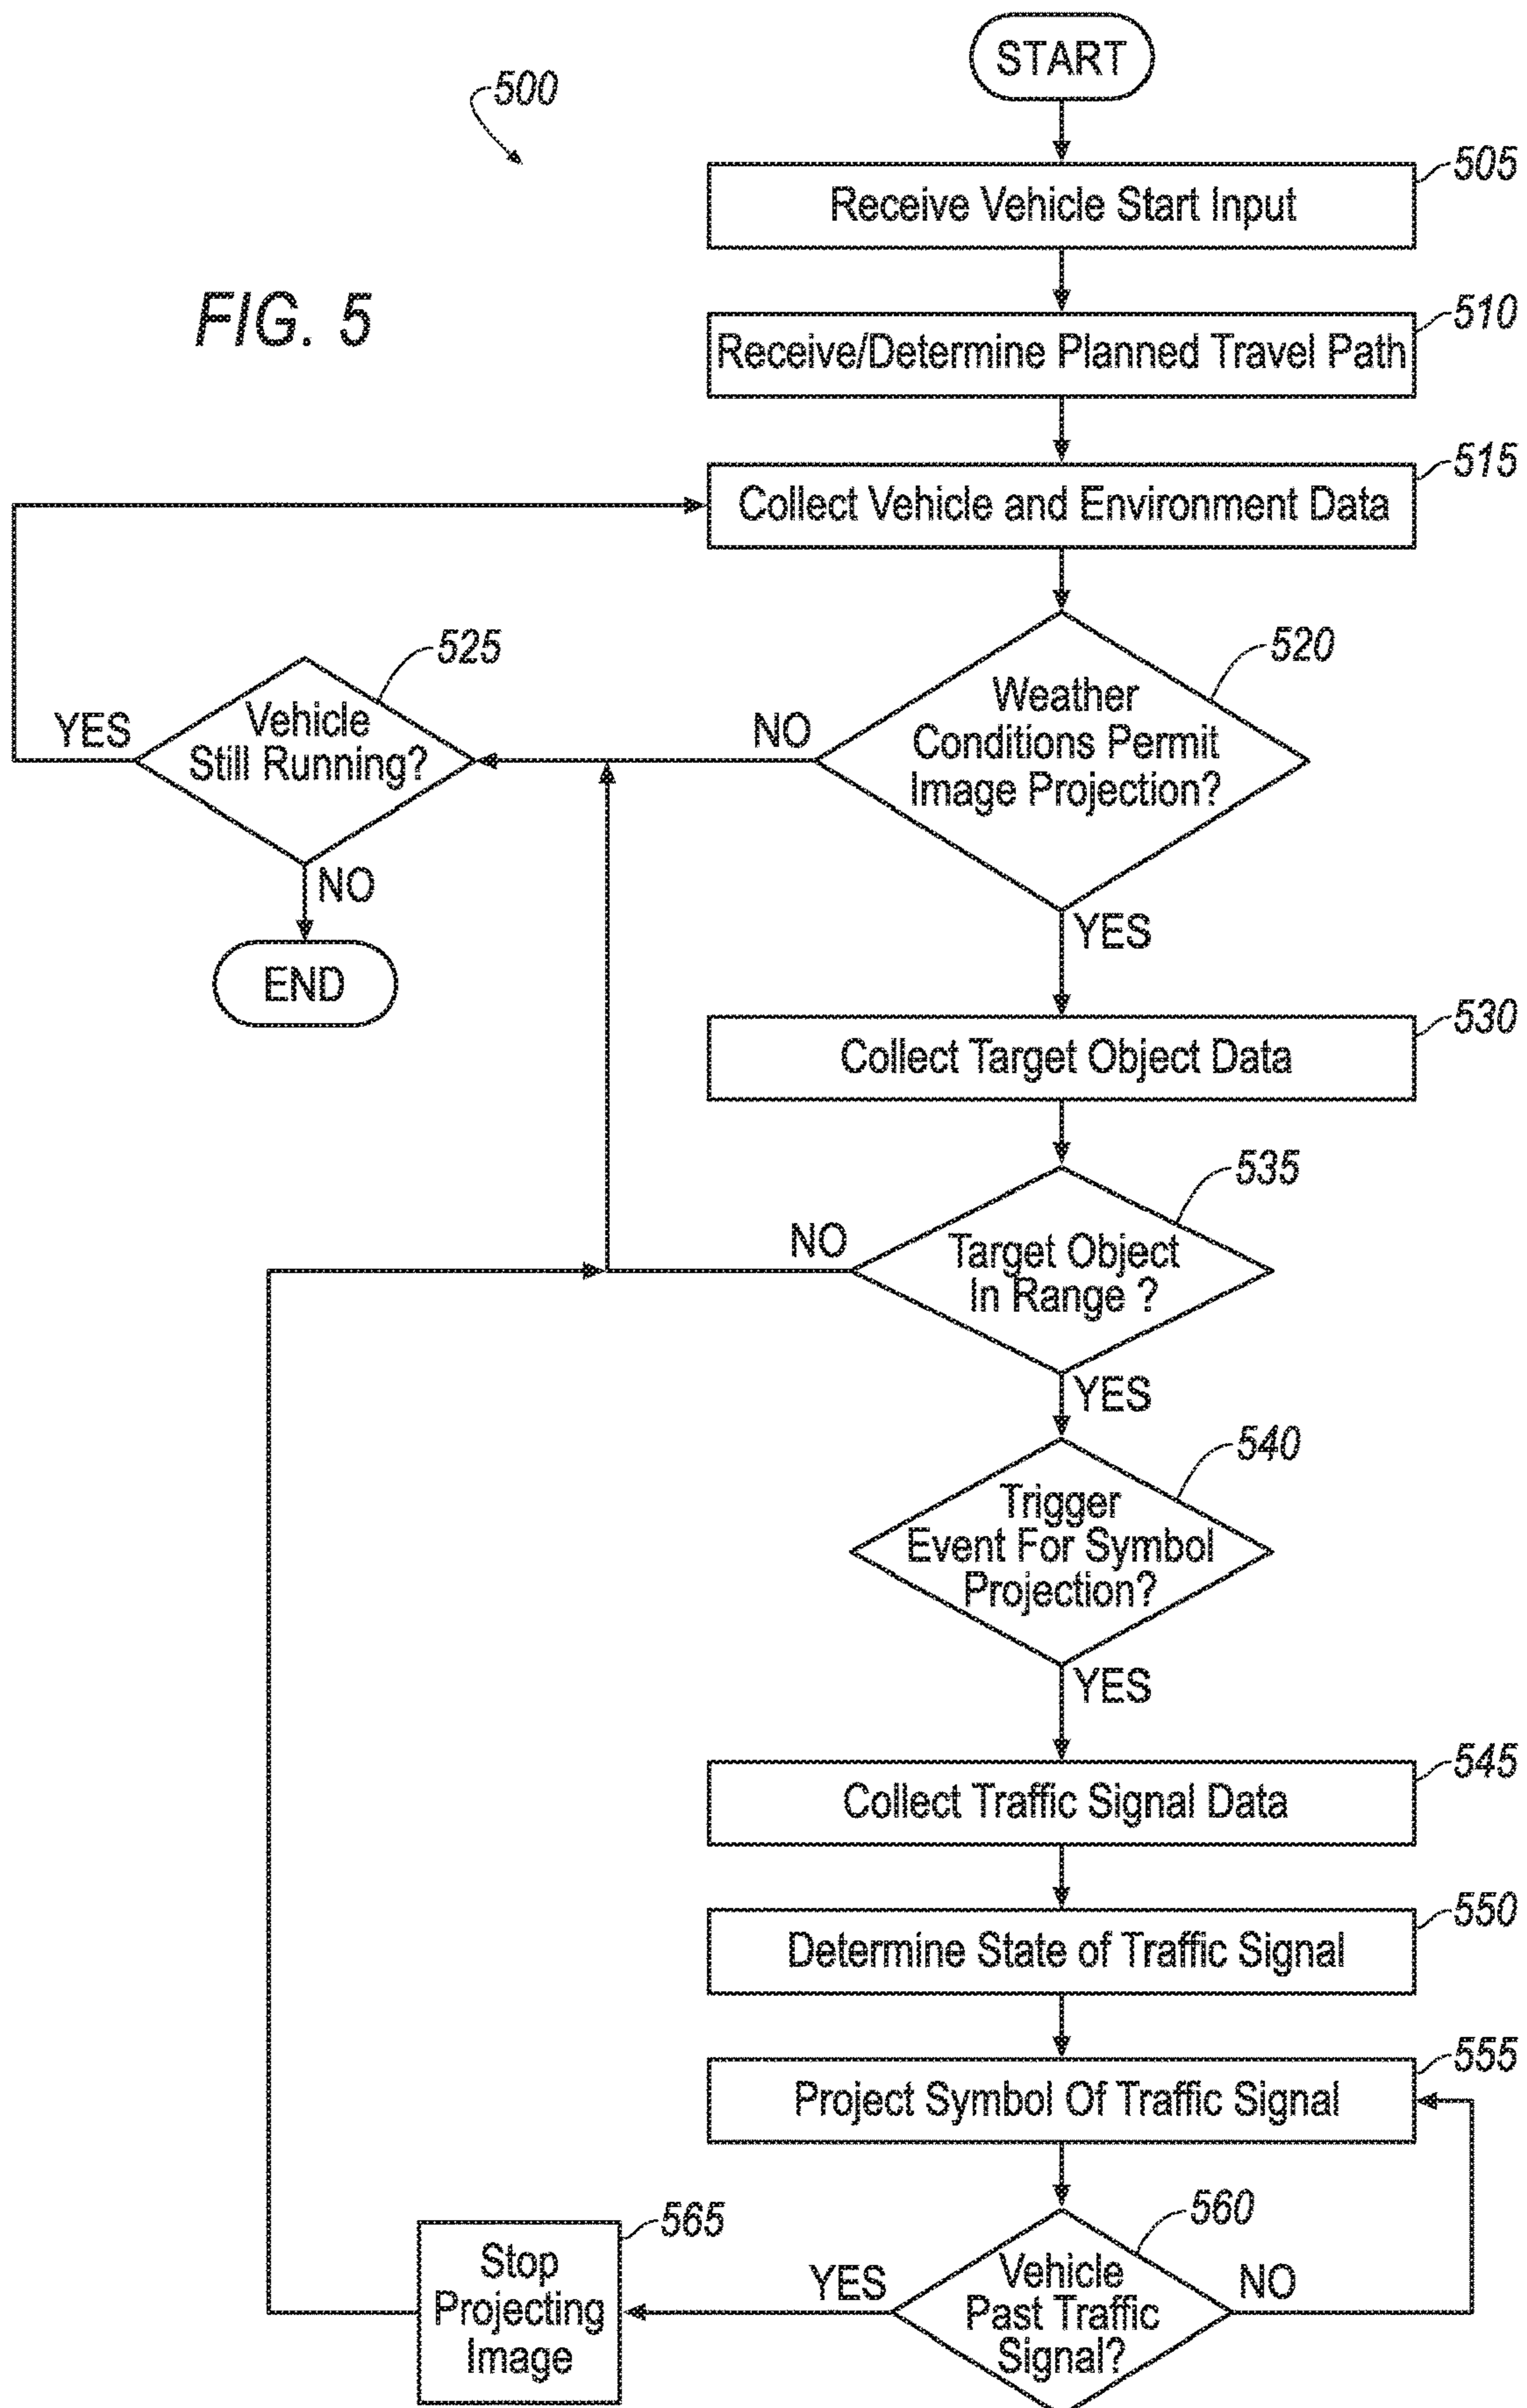 START
500
505
Receive Vehicle Start Input
FIG. 5
510
Receive/Determine Planned Travel Path
515
Collect Vehicle and Environment Data
525
Vehicle
Still Running?
YES
NO
END
520
Weather
Conditions Permit
Image Projection?
NO
YES
530
Collect Target Object Data
535
Target Object
In Range ?
NO
YES
540
Trigger
Event For Symbol
Projection?
YES
545
Collect Traffic Signal Data
550
Determine State of Traffic Signal
555
Project Symbol Of Traffic Signal
560
Vehicle
Past Traffic
Signal?
YES
NO
565
Stop
Projecting
Image